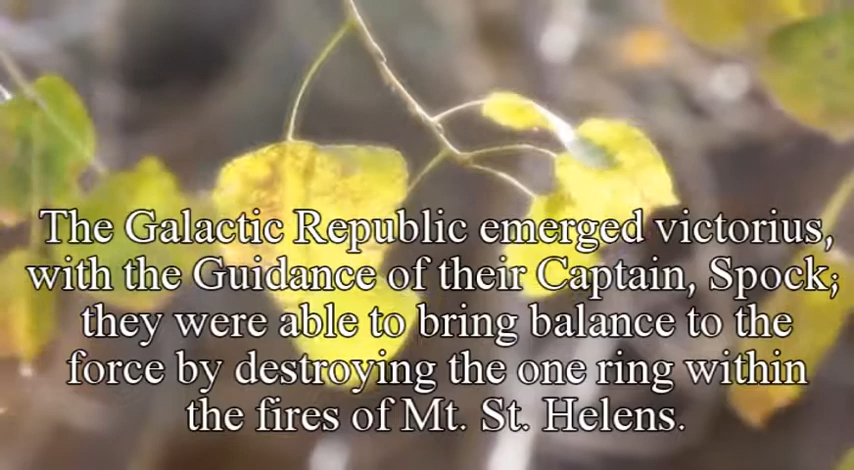 The Galactic Republic emerged victorius,
with the Guidance of their Captain, Spock;
they were able to bring balance to the
force by destroying the one ring within
the fires of Mt. St. Helens.